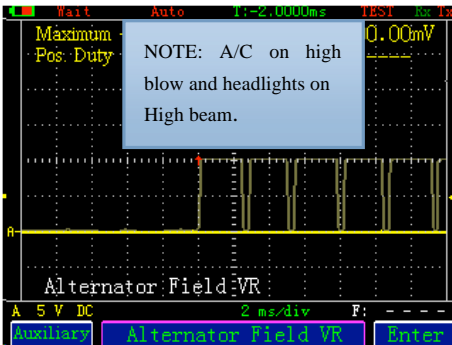 Wait Auto T:-2.0000ms TEST Rx Tx
Maximum 0.00mV
Pos. Duty ----
NOTE: A/C on high
blow and headlights on
High beam.
A
Alternator Field VR
A 5 V DC 2 ms/div F: ----
Auxiliary Alternator Field VR Enter